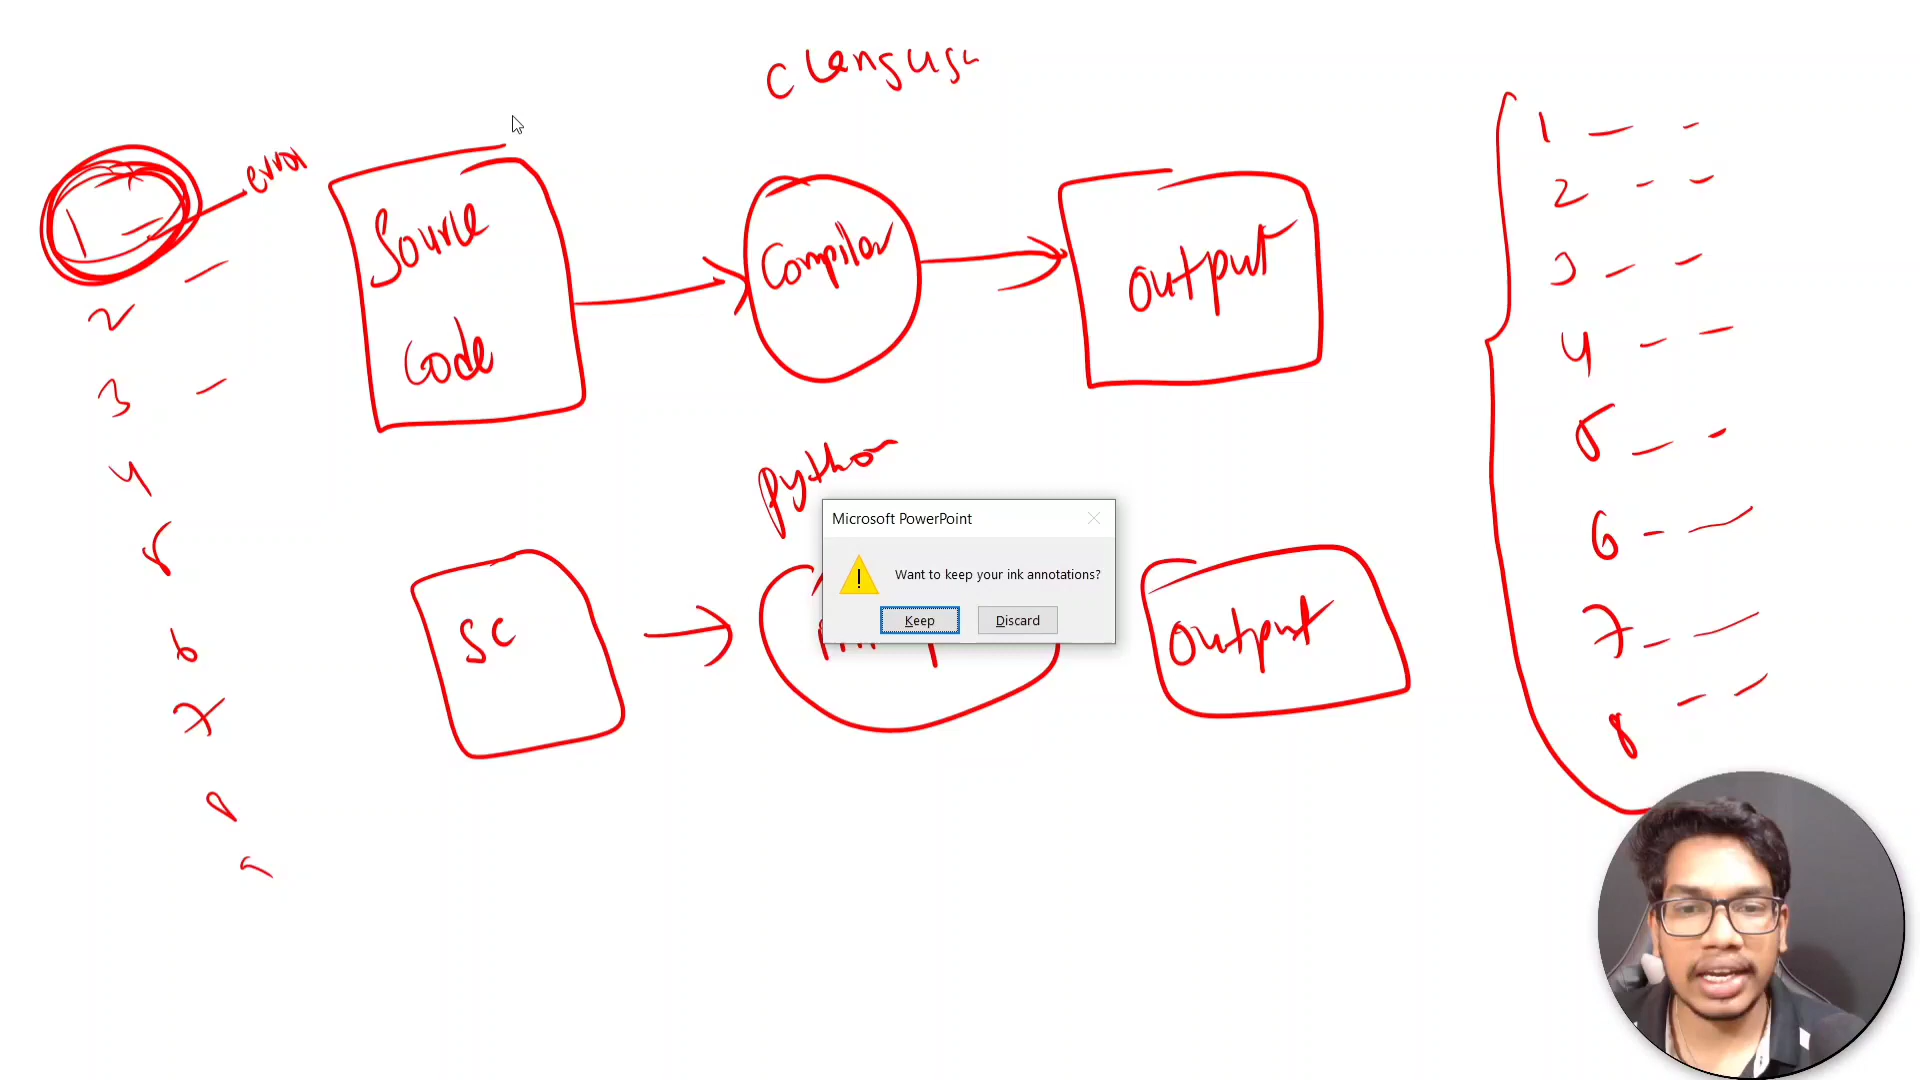 C Language
error
Source
Code
Compiler
Output
1
2
3
4
5
6
7
8
1
2
3
4
5
6
7
8
Python
Microsoft PowerPoint
Want to keep your ink annotations?
Keep
Discard
SC
Output